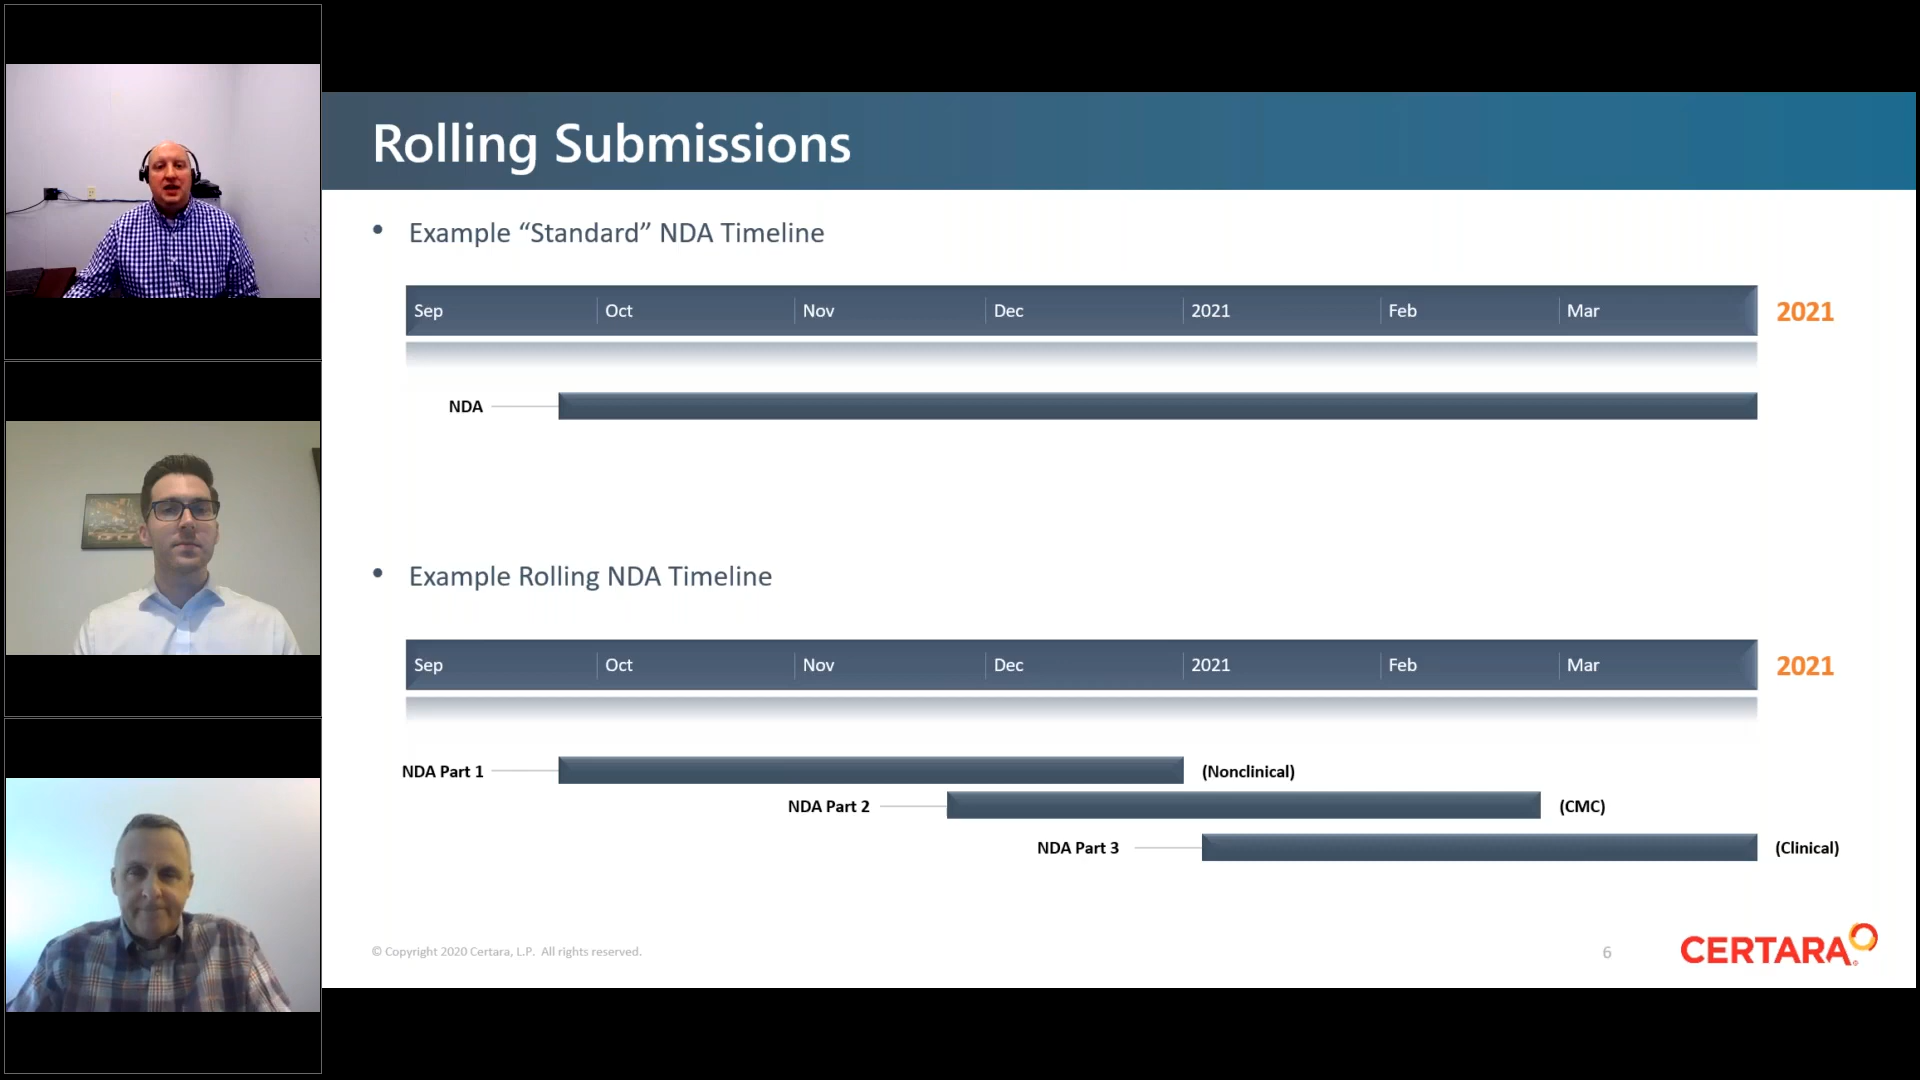 Rolling Submissions
• Example “Standard” NDA Timeline
Sep Oct Nov Dec 2021 Feb Mar 2021
NDA
• Example Rolling NDA Timeline
Sep Oct Nov Dec 2021 Feb Mar 2021
NDA Part 1 (Nonclinical)
NDA Part 2 (CMC)
NDA Part 3 (Clinical)
© Copyright 2020 Certara, L.P. All rights reserved.
6
CERTARA®